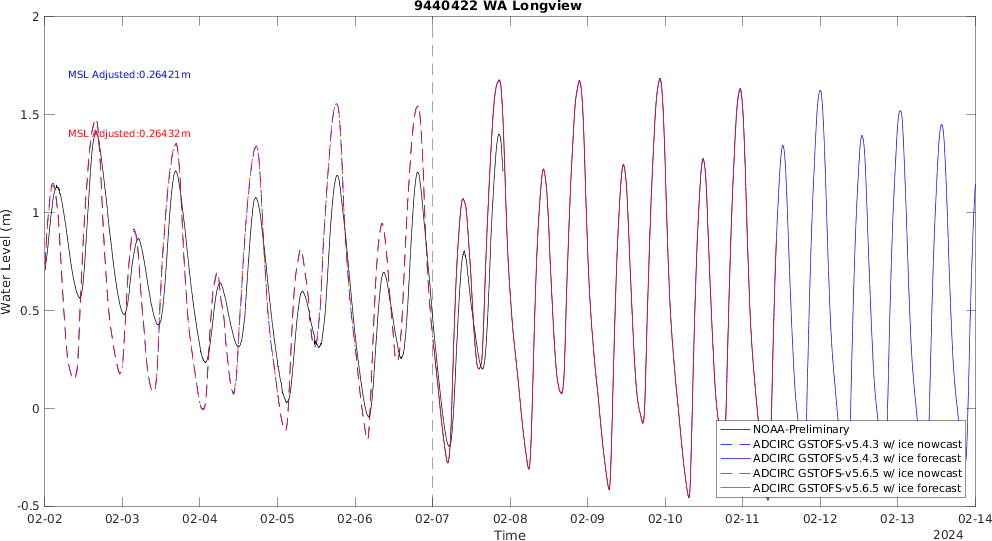 9440422 WA Longview
2
MSL Adjusted:0.26421m
1.5
MSL Adjusted:0.26432m
1
Water Level (m)
0.5
0
NOAA-Preliminary
ADCIRC GSTOFS-v5.4.3 w/ ice nowcast
ADCIRC GSTOFS-v5.4.3 w/ ice forecast
ADCIRC GSTOFS-v5.6.5 w/ ice nowcast
ADCIRC GSTOFS-v5.6.5 w/ ice forecast
-0.5
02-02 02-03 02-04 02-05 02-06 02-07 02-08 02-09 02-10 02-11 02-12 02-13 02-14
Time
2024